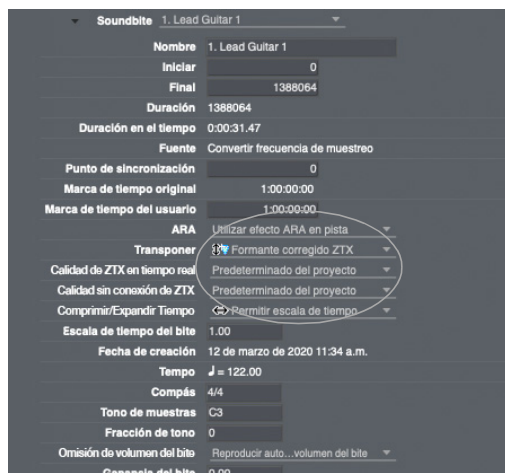 Soundbite 1. Lead Guitar 1
Nombre 1. Lead Guitar 1
Iniciar 0
Final 1388064
Duración 1388064
Duración en el tiempo 0:00:31.47
Fuente Convertir frecuencia de muestreo
Punto de sincronización 0
Marca de tiempo original 1:00:00:00
Marca de tiempo del usuario 1:00:00:00
ARA Utilizar efecto ARA en pista
Transponer Formante corregido ZTX
Calidad de ZTX en tiempo real Predeterminado del proyecto
Calidad sin conexión de ZTX Predeterminado del proyecto
Comprimir/Expandir Tiempo Permitir escala de tiempo
Escala de tiempo del bite 1.00
Fecha de creación 12 de marzo de 2020 11:34 a.m.
Tempo ♩ = 122.00
Compás 4/4
Tono de muestras C3
Fracción de tono 0
Omisión de volumen del bite Reproducir auto...volumen del bite
Ganancia del bite 0.00